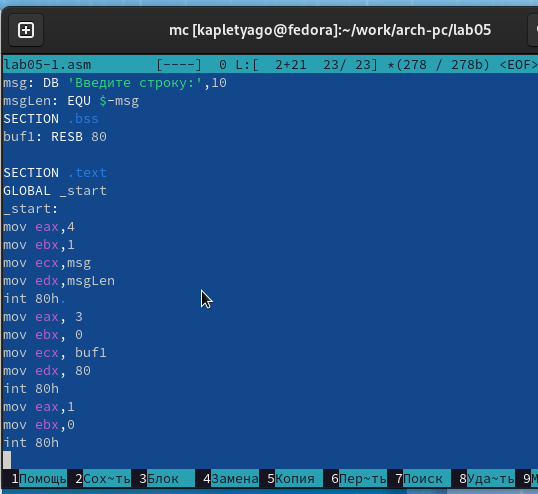 mc [kapletyago@fedora]:~/work/arch-pc/lab05
lab05-1.asm [----] 0 L:[ 2+21 23/ 23] *(278 / 278b) <EOF>
msg: DB 'Введите строку:',10
msgLen: EQU $-msg
SECTION .bss
buf1: RESB 80
SECTION .text
GLOBAL _start
_start:
mov eax,4
mov ebx,1
mov ecx,msg
mov edx,msgLen
int 80h.
mov eax, 3
mov ebx, 0
mov ecx, buf1
mov edx, 80
int 80h
mov eax,1
mov ebx,0
int 80h
1Помощь 2Сох~ть 3Блок 4Замена 5Копия 6Пер~ть 7Поиск 8Уда~ть 9М